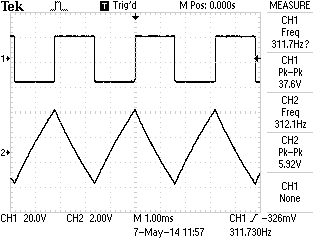 Tek T Trig'd M Pos: 0.000s MEASURE
CH1
Freq
311.7Hz?
CH1
Pk-Pk
37.6V
CH2
Freq
312.1Hz
CH2
Pk-Pk
5.92V
CH1
None
1
2
CH1 20.0V CH2 2.00V M 1.00ms CH1 -326mV
7-May-14 11:57 311.730Hz